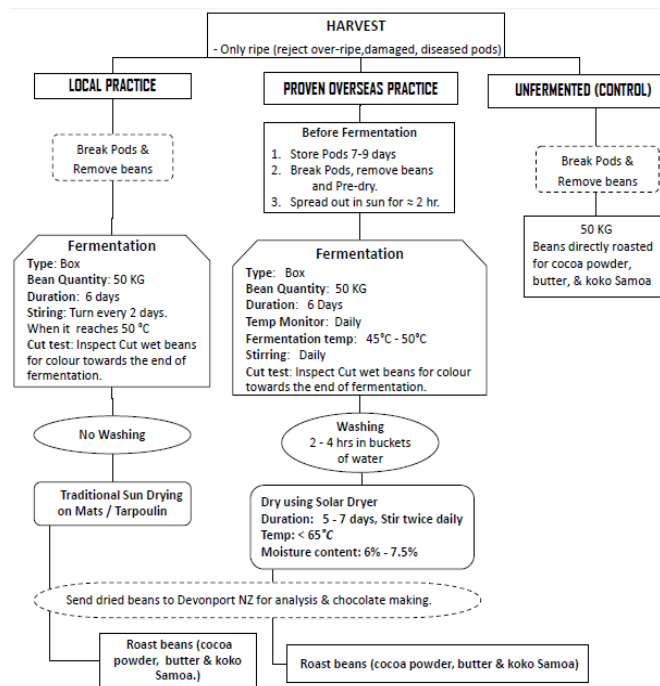 HARVEST
- Only ripe (reject over-ripe,damaged, diseased pods)
LOCAL PRACTICE
Break Pods &
Remove beans
Fermentation
Type: Box
Bean Quantity: 50 KG
Duration: 6 days
Stiring: Turn every 2 days.
When it reaches 50 °C
Cut test: Inspect Cut wet beans
for colour towards the end of
fermentation.
No Washing
Traditional Sun Drying
on Mats / Tarpoulin
PROVEN OVERSEAS PRACTICE
Before Fermentation
1. Store Pods 7-9 days
2. Break Pods, remove beans
and Pre-dry.
3. Spread out in sun for ≈ 2 hr.
Fermentation
Type: Box
Bean Quantity: 50 KG
Duration: 6 Days
Temp Monitor: Daily
Fermentation temp: 45°C - 50°C
Stirring: Daily
Cut test: Inspect Cut wet beans for colour
towards the end of fermentation.
Washing
2 - 4 hrs in buckets
of water
Dry using Solar Dryer
Duration: 5 - 7 days, Stir twice daily
Temp: < 65°C
Moisture content: 6% - 7.5%
UNFERMENTED (CONTROL)
Break Pods &
Remove beans
50 KG
Beans directly roasted
for cocoa powder,
butter, & koko Samoa
Send dried beans to Devonport NZ for analysis & chocolate making.
Roast beans (cocoa
powder, butter & koko
Samoa.)
Roast beans (cocoa powder, butter & koko Samoa)